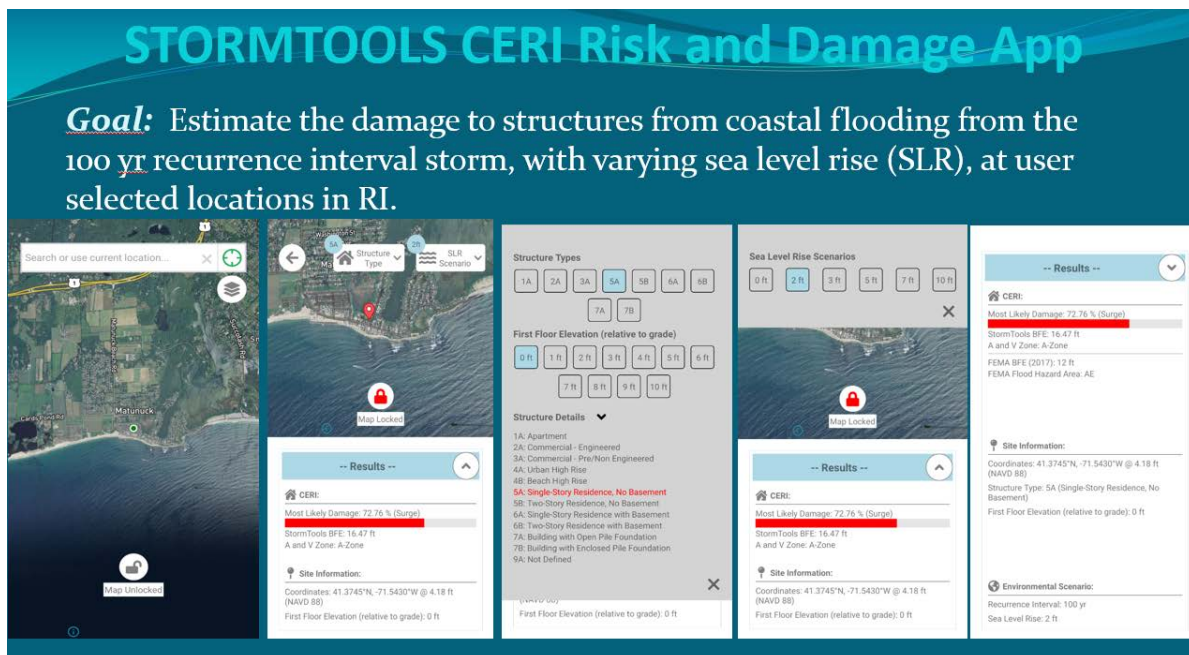 STORMTOOLS CERI Risk and Damage App
Goal: Estimate the damage to structures from coastal flooding from the
100 yr recurrence interval storm, with varying sea level rise (SLR), at user
selected locations in RI.
Search or use current location...
1
1
Matunuck Beach Rd
Cards Pond Rd
Matunuck
Map Unlocked
5A
Structure
Type
2ft
SLR
Scenario
Map Locked
-- Results --
CERI:
Most Likely Damage: 72.76 % (Surge)
StormTools BFE: 16.47 ft
A and V Zone: A-Zone
Site Information:
Coordinates: 41.3745°N, -71.5430°W @ 4.18 ft
(NAVD 88)
First Floor Elevation (relative to grade): 0 ft
Structure Types
1A 2A 3A 5A 5B 6A 6B
7A 7B
First Floor Elevation (relative to grade)
0 ft 1 ft 2 ft 3 ft 4 ft 5 ft 6 ft
7 ft 8 ft 9 ft 10 ft
Structure Details
1A: Apartment
2A: Commercial - Engineered
3A: Commercial - Pre/Non Engineered
4A: Urban High Rise
4B: Beach High Rise
5A: Single-Story Residence, No Basement
5B: Two-Story Residence, No Basement
6A: Single-Story Residence with Basement
6B: Two-Story Residence with Basement
7A: Building with Open Pile Foundation
7B: Building with Enclosed Pile Foundation
9A: Not Defined
(NAVD 88)
First Floor Elevation (relative to grade): 0 ft
Sea Level Rise Scenarios
0 ft 2 ft 3 ft 5 ft 7 ft 10 ft
Map Locked
-- Results --
CERI:
Most Likely Damage: 72.76 % (Surge)
StormTools BFE: 16.47 ft
A and V Zone: A-Zone
Site Information:
Coordinates: 41.3745°N, -71.5430°W @ 4.18 ft
(NAVD 88)
First Floor Elevation (relative to grade): 0 ft
-- Results --
CERI:
Most Likely Damage: 72.76 % (Surge)
StormTools BFE: 16.47 ft
A and V Zone: A-Zone
FEMA BFE (2017): 12 ft
FEMA Flood Hazard Area: AE
Site Information:
Coordinates: 41.3745°N, -71.5430°W @ 4.18 ft
(NAVD 88)
Structure Type: 5A (Single-Story Residence, No
Basement)
First Floor Elevation (relative to grade): 0 ft
Environmental Scenario:
Recurrence Interval: 100 yr
Sea Level Rise: 2 ft